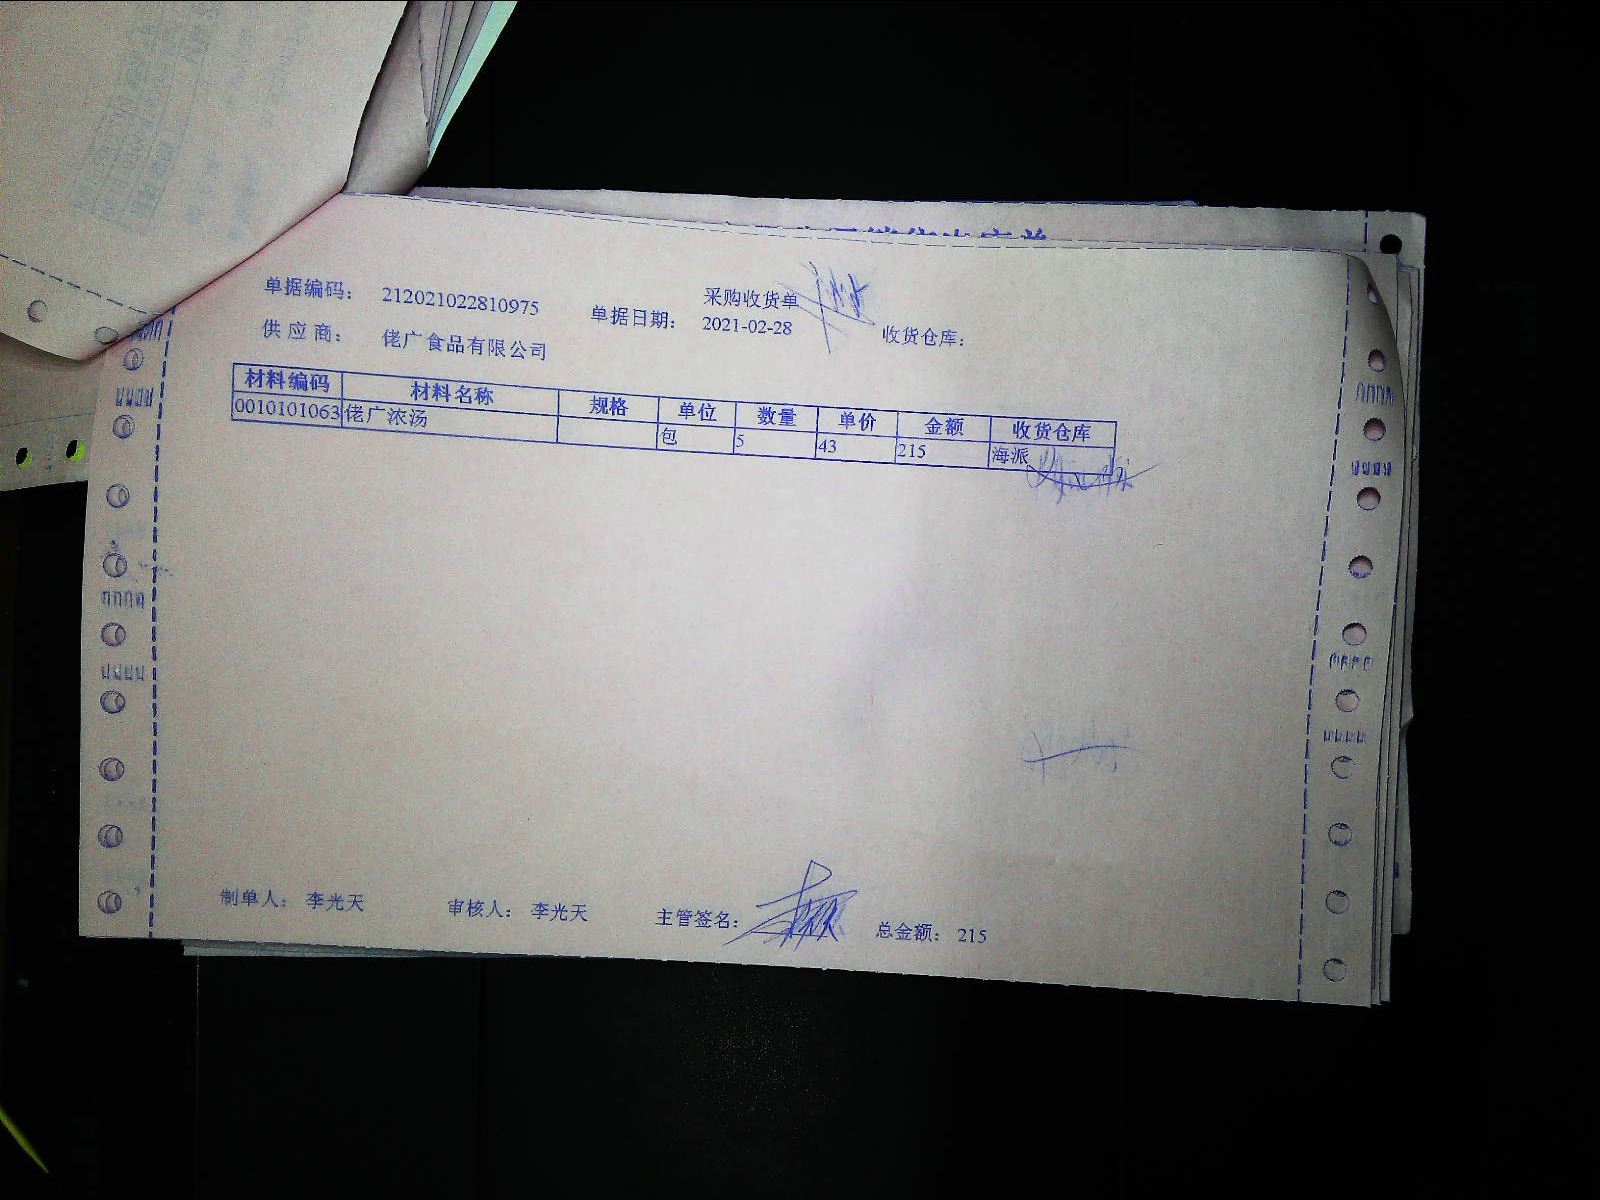 采购收货单
单据编码： 212021022810975 单据日期： 2021-02-28 收货仓库：
供应商： 佬广食品有限公司
材料编码 材料名称 规格 单位 数量 单价 金额 收货仓库
0010101063 佬广浓汤 包 5 43 215 海派
制单人： 李光天 审核人： 李光天 主管签名： 总金额： 215